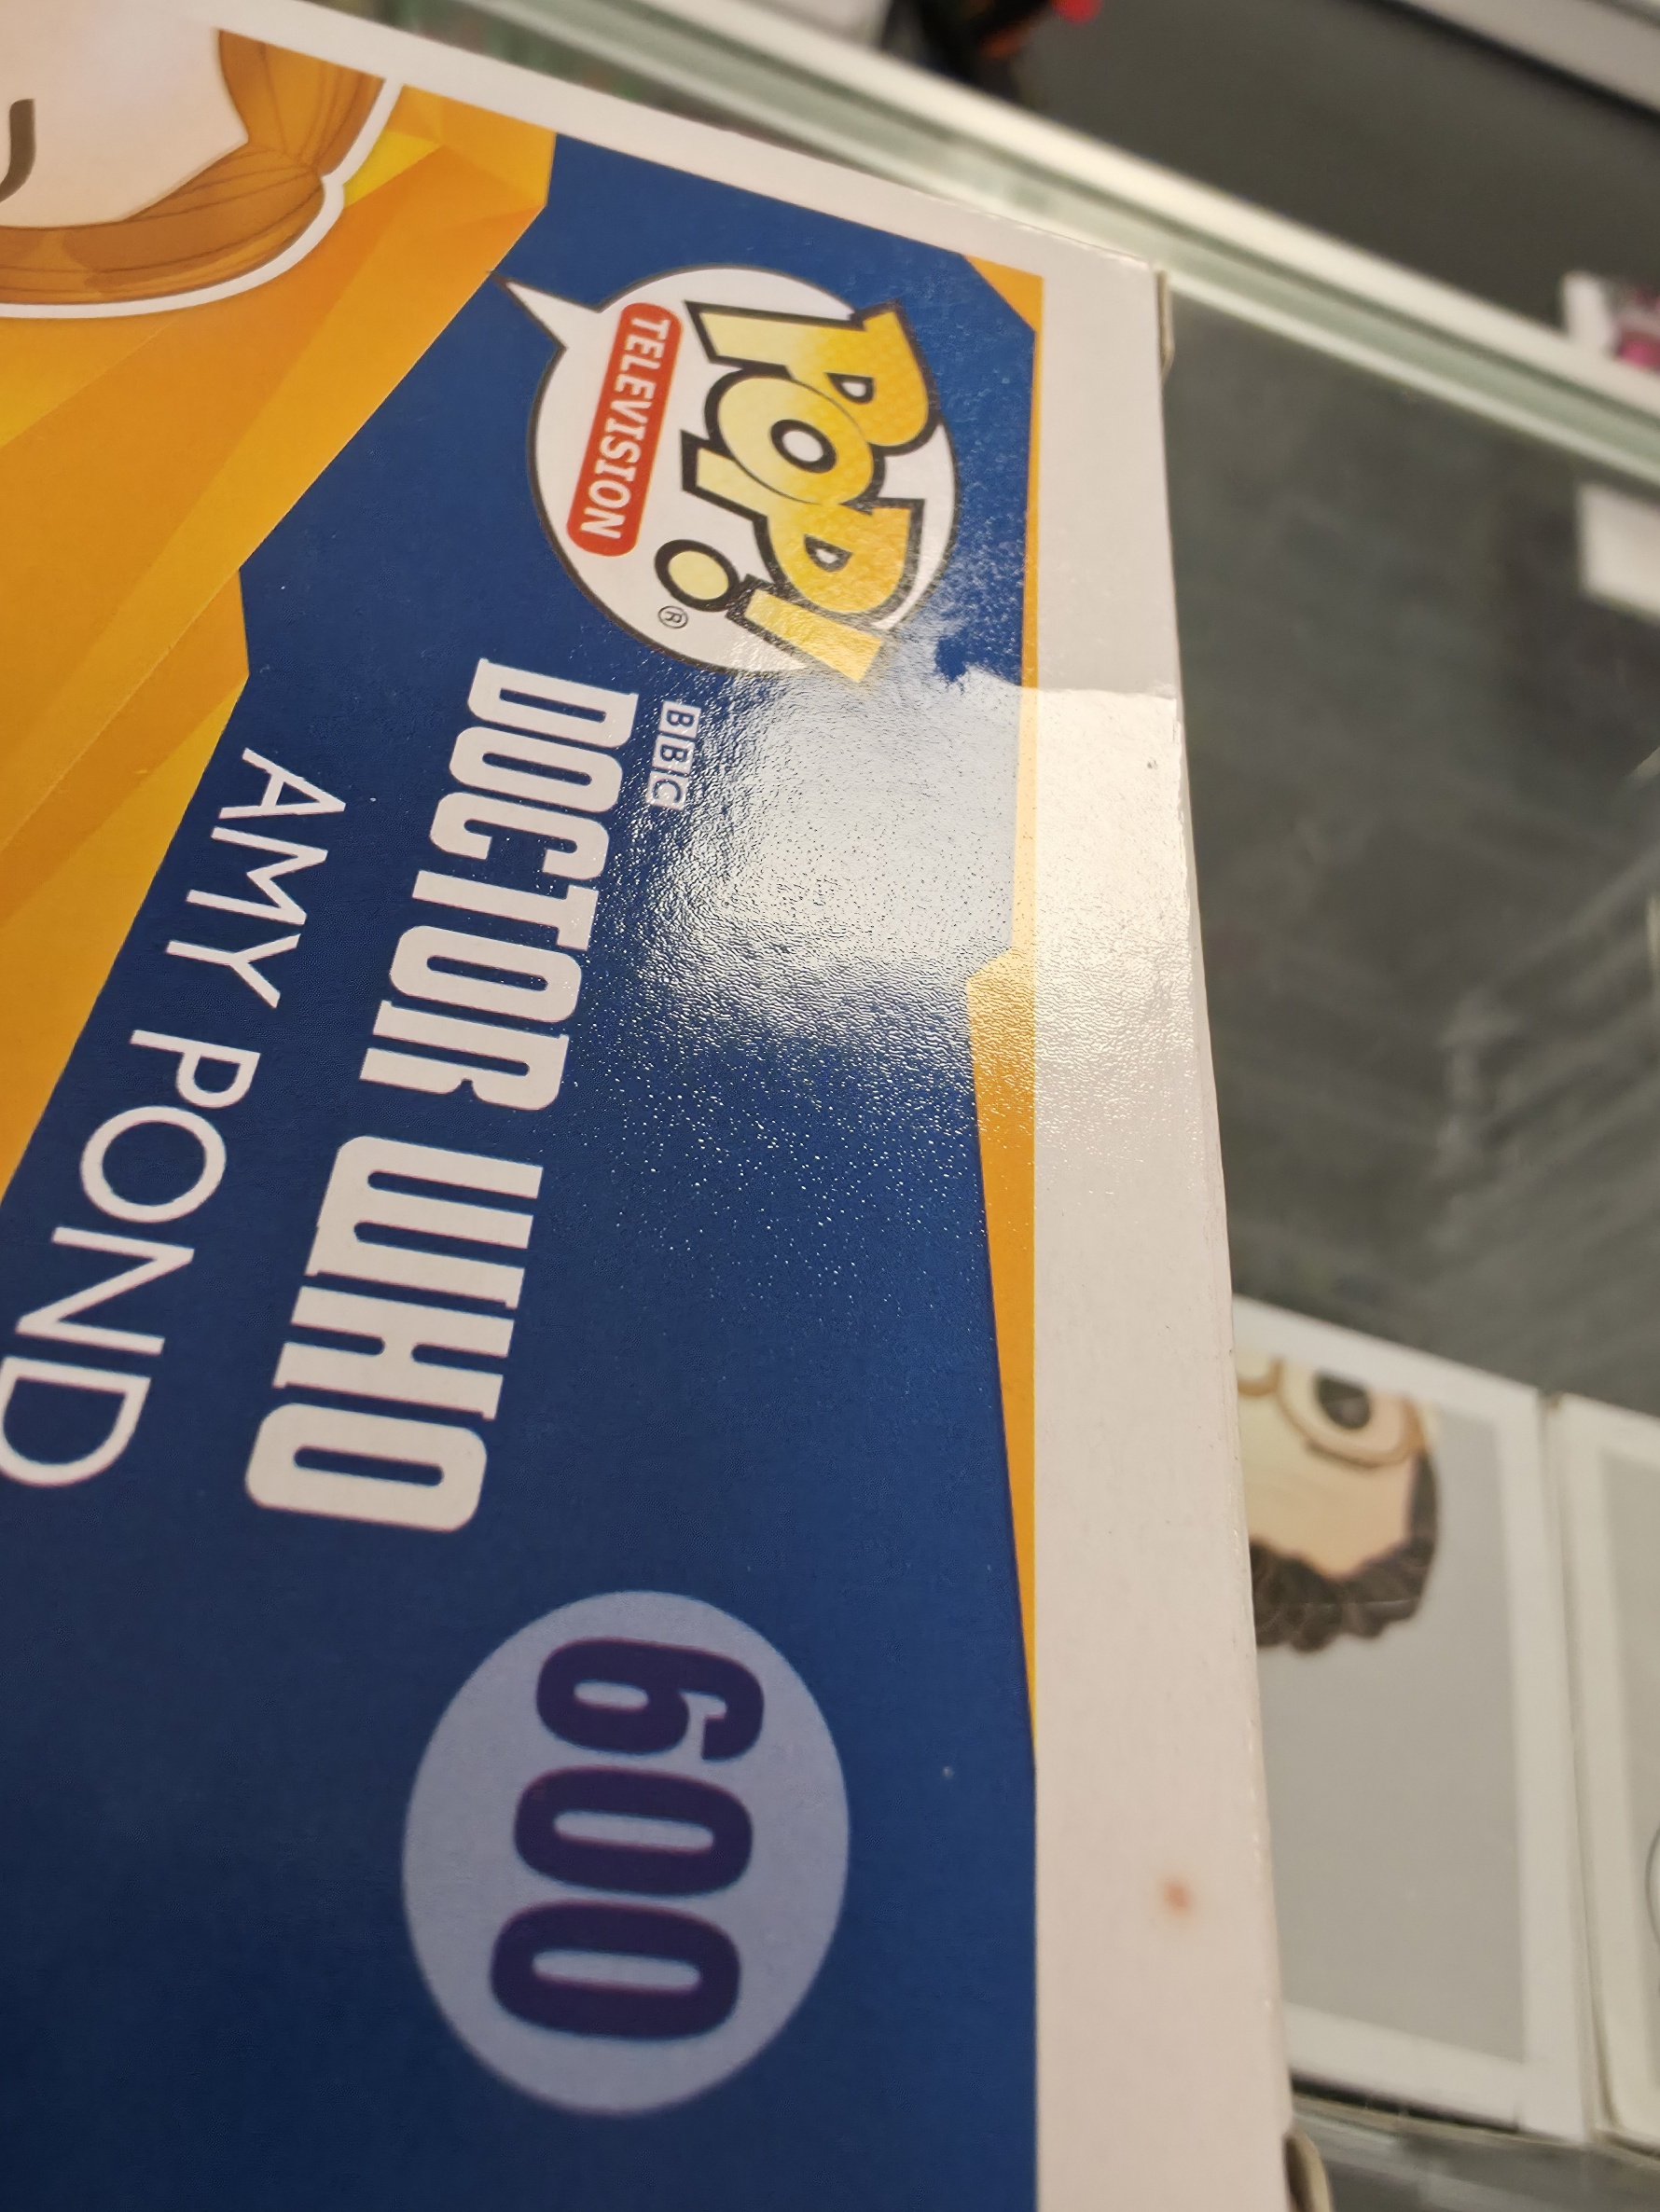 POP!
TELEVISION
®
BBC
DOCTOR WHO
AMY POND
600